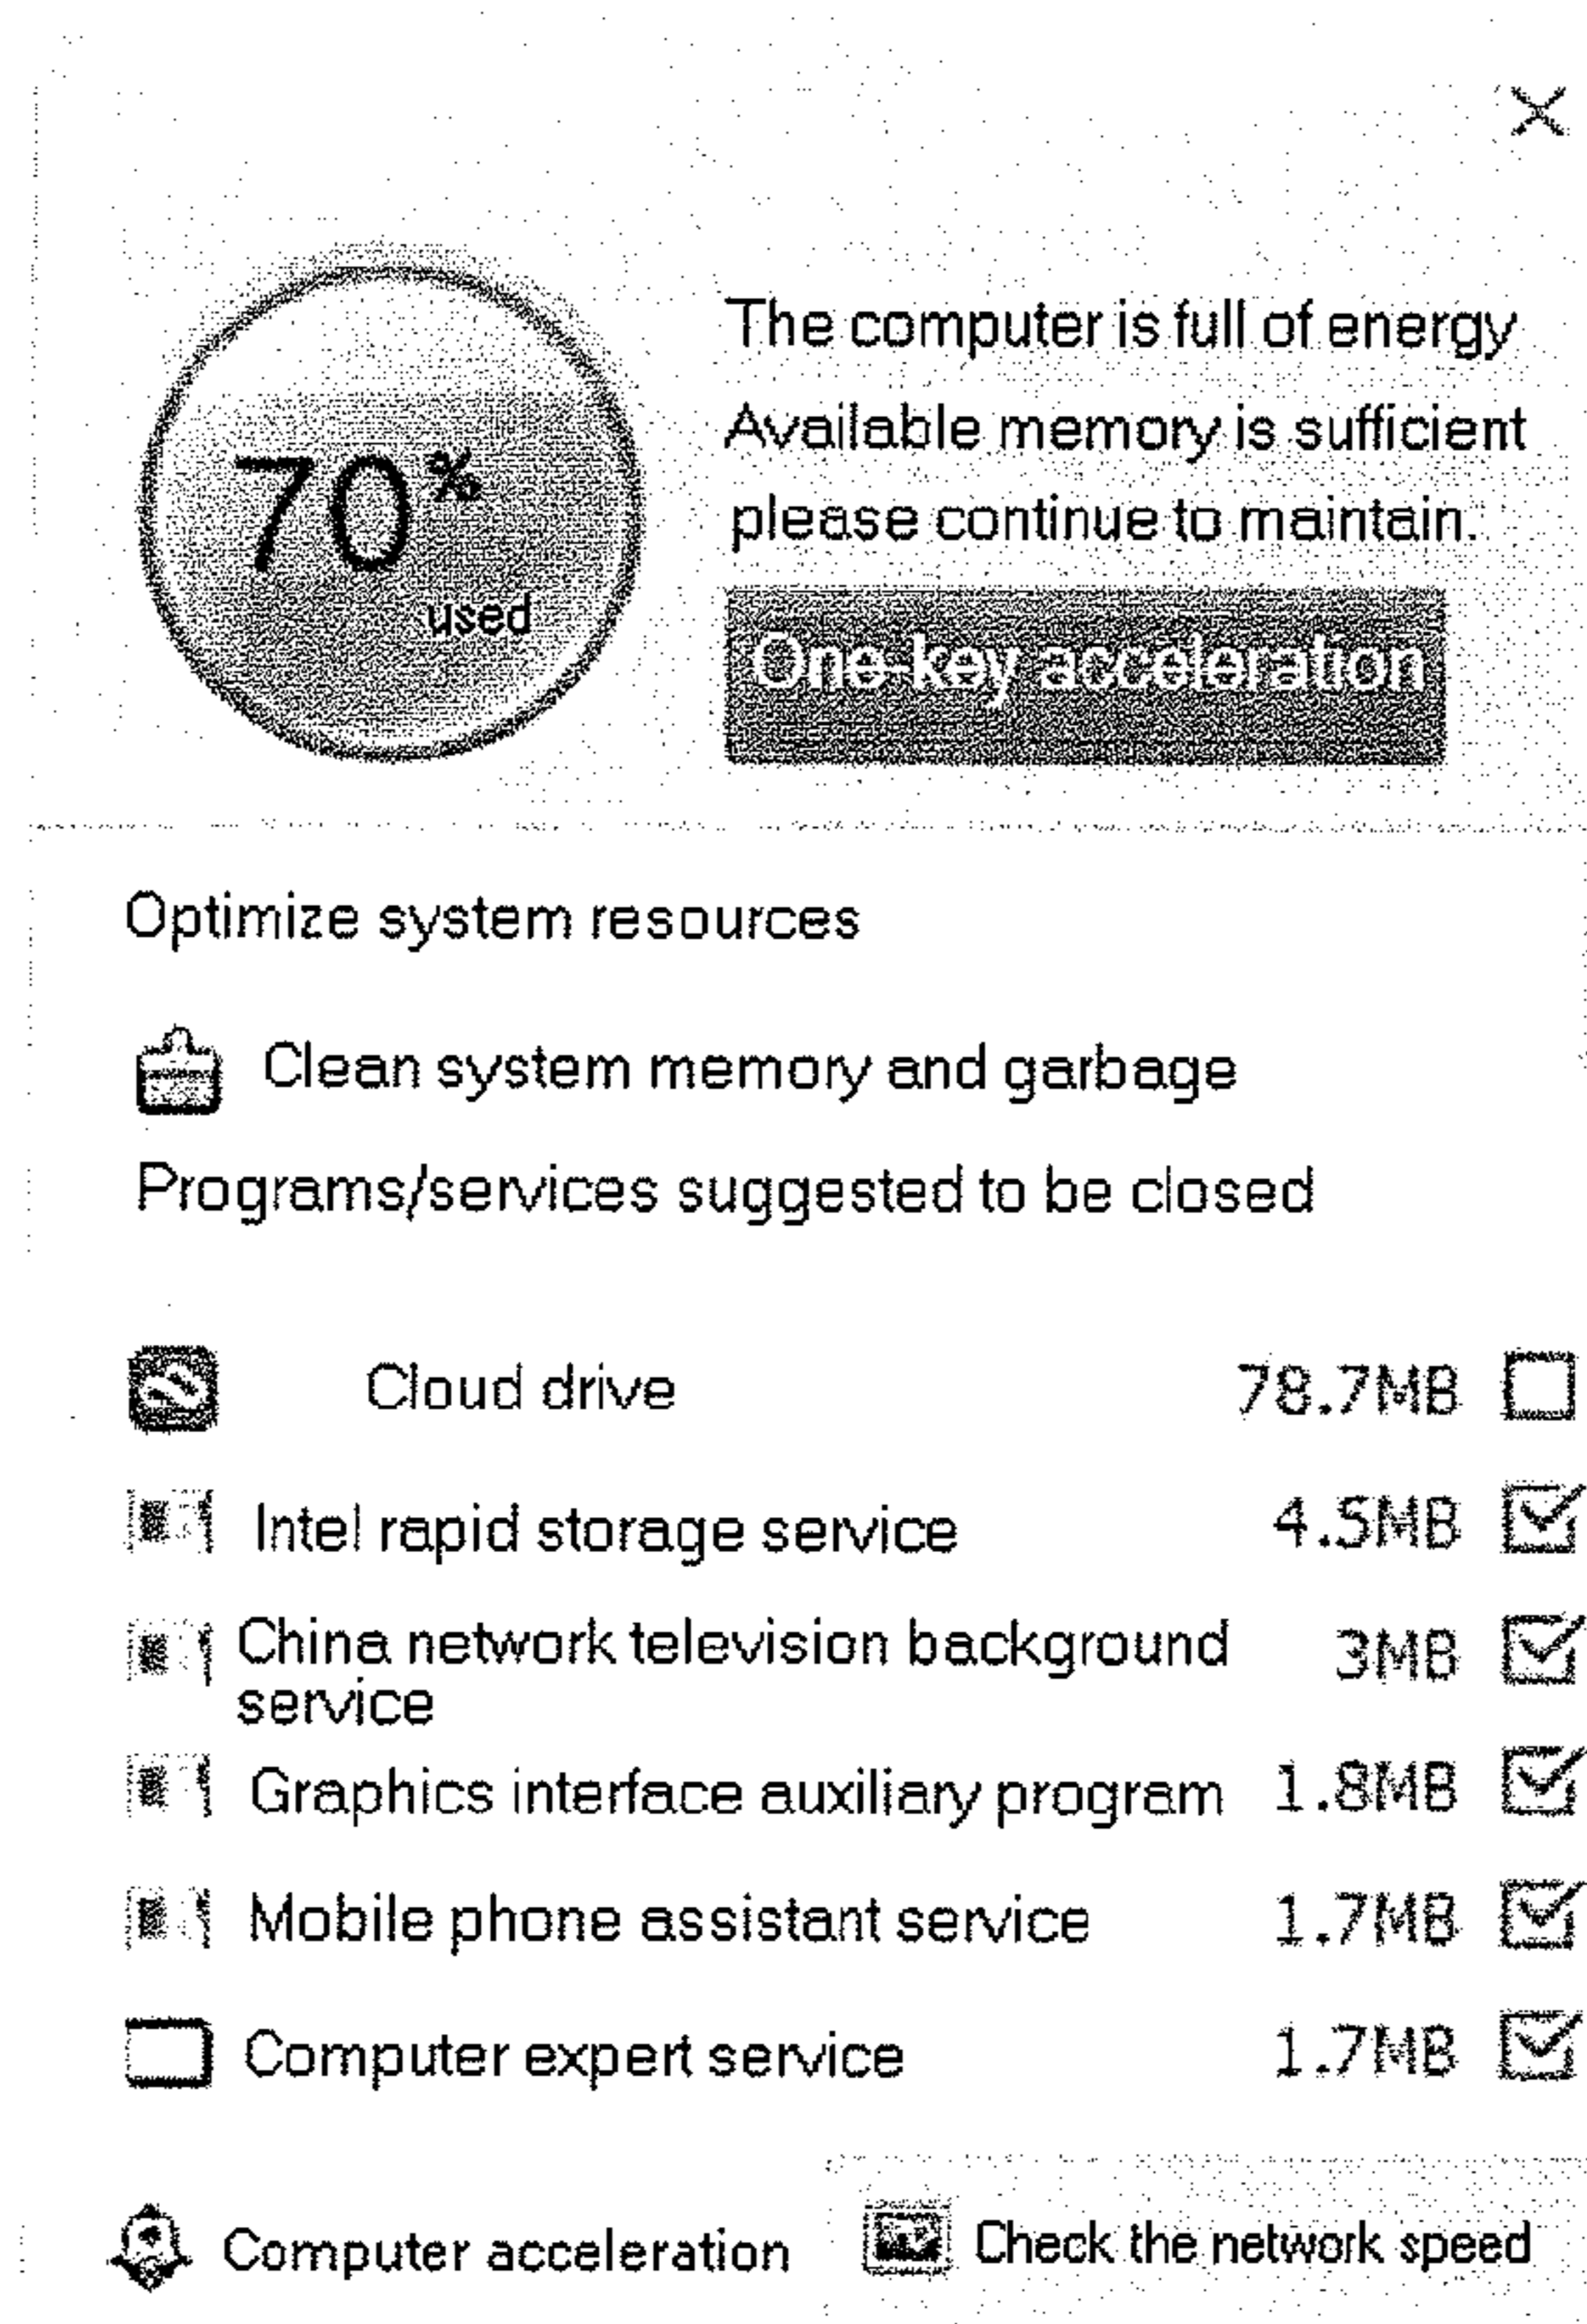 The computer is full of energy
Available memory is sufficient
please continue to maintain.
70%
used
One-key acceleration
Optimize system resources
Clean system memory and garbage
Programs/services suggested to be closed
Cloud drive 78.7MB
Intel rapid storage service 4.5MB
China network television background
service 3MB
Graphics interface auxiliary program 1.8MB
Mobile phone assistant service 1.7MB
Computer expert service 1.7MB
Computer acceleration Check the network speed